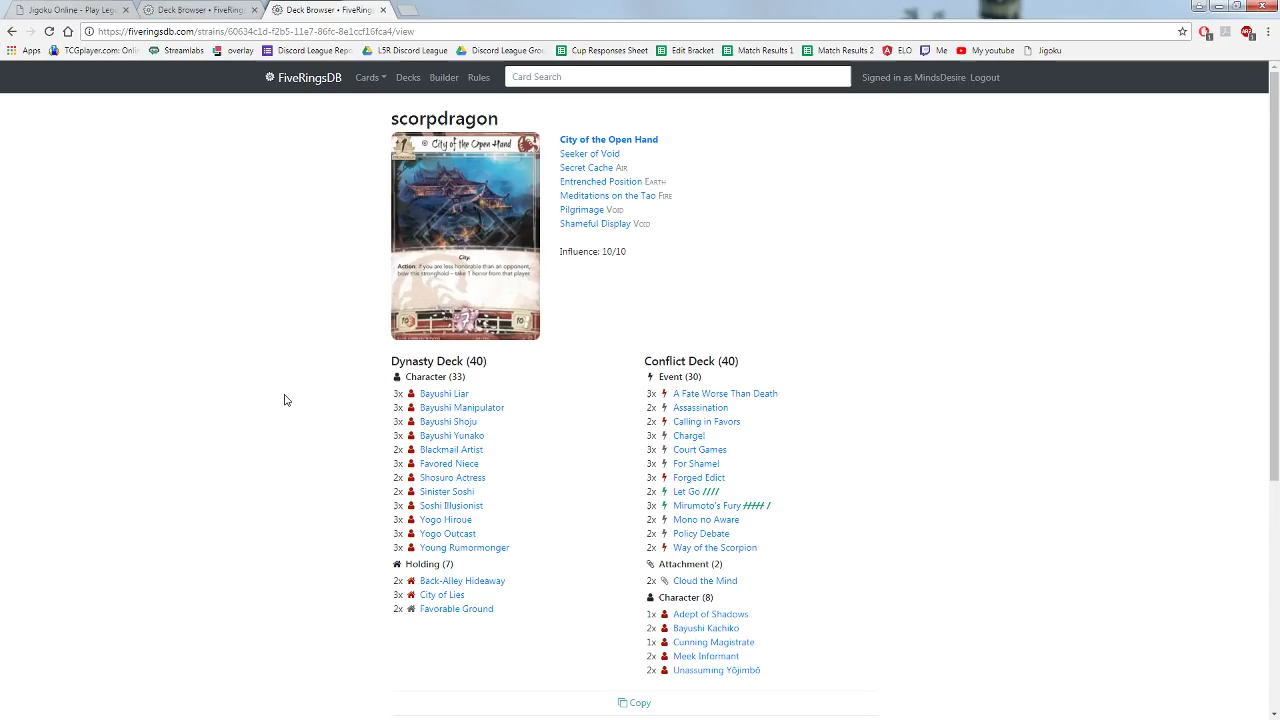 Jigoku Online - Play Leg
Deck Browser • FiveRings
Deck Browser • FiveRings
https://fiveringsdb.com/strains/60634c1d-f2b5-11e7-86fc-8e1ccf16fca4/view
Apps TCGplayer.com: Onli Streamlabs overlay Discord League Rep L5R Discord League Discord League Gro Cup Responses Sheet Edit Bracket Match Results 1 Match Results 2 ELO Me My youtube Jigoku
FiveRingsDB Cards Decks Builder Rules Card Search Signed in as MindsDesire Logout
scorpdragon
City of the Open Hand
City.
Action: If you are less honorable than an opponent,
bow this stronghold – take 1 honor from that player.
10 7 10
City of the Open Hand
Seeker of Void
Secret Cache AIR
Entrenched Position EARTH
Meditations on the Tao FIRE
Pilgrimage VOID
Shameful Display VOID
Influence: 10/10
Dynasty Deck (40)
Character (33)
3x Bayushi Liar
3x Bayushi Manipulator
3x Bayushi Shoju
3x Bayushi Yunako
2x Blackmail Artist
3x Favored Niece
2x Shosuro Actress
2x Sinister Soshi
3x Soshi Illusionist
3x Yogo Hiroue
3x Yogo Outcast
3x Young Rumormonger
Holding (7)
2x Back-Alley Hideaway
3x City of Lies
2x Favorable Ground
Conflict Deck (40)
Event (30)
3x A Fate Worse Than Death
2x Assassination
2x Calling in Favors
3x Charge!
3x Court Games
3x For Shame!
3x Forged Edict
2x Let Go ////
3x Mirumoto's Fury ///// /
2x Mono no Aware
2x Policy Debate
2x Way of the Scorpion
Attachment (2)
2x Cloud the Mind
Character (8)
1x Adept of Shadows
2x Bayushi Kachiko
1x Cunning Magistrate
2x Meek Informant
2x Unassuming Yōjimbō
Copy